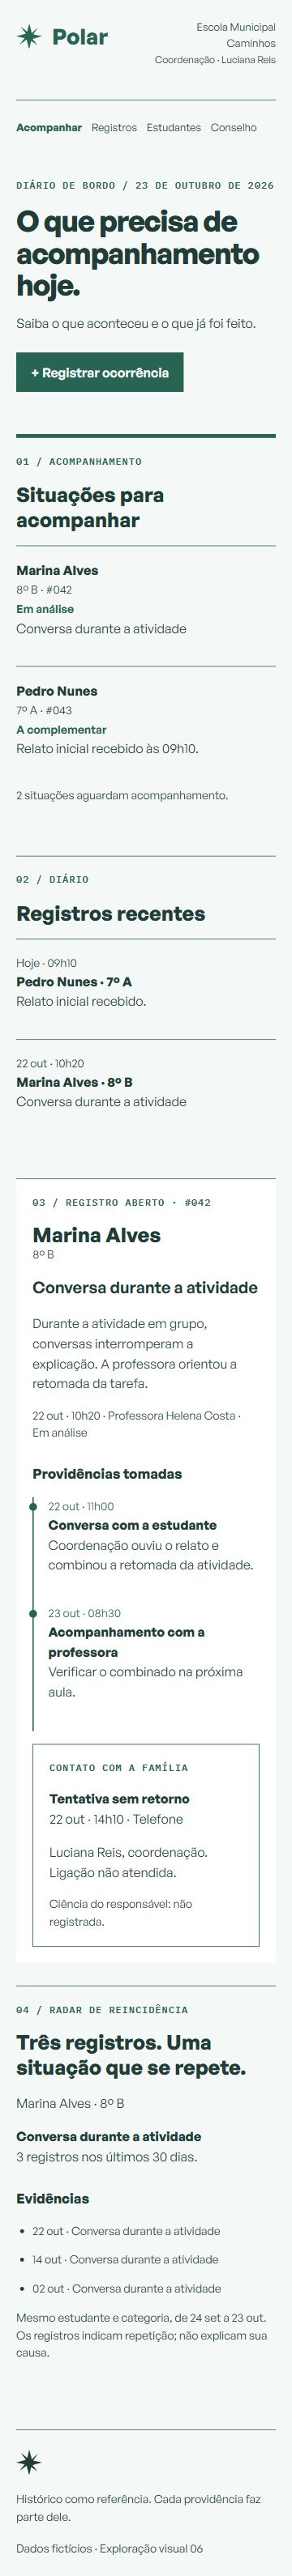 Polar
Escola Municipal
Caminhos
Coordenação · Luciana Reis
Acompanhar Registros Estudantes Conselho
DIÁRIO DE BORDO / 23 DE OUTUBRO DE 2026
O que precisa de
acompanhamento
hoje.
Saiba o que aconteceu e o que já foi feito.
+ Registrar ocorrência
01 / ACOMPANHAMENTO
Situações para
acompanhar
Marina Alves
8º B · #042
Em análise
Conversa durante a atividade
Pedro Nunes
7º A · #043
A complementar
Relato inicial recebido às 09h10.
2 situações aguardam acompanhamento.
02 / DIÁRIO
Registros recentes
Hoje · 09h10
Pedro Nunes · 7º A
Relato inicial recebido.
22 out · 10h20
Marina Alves · 8º B
Conversa durante a atividade
03 / REGISTRO ABERTO · #042
Marina Alves
8º B
Conversa durante a atividade
Durante a atividade em grupo,
conversas interromperam a
explicação. A professora orientou a
retomada da tarefa.
22 out · 10h20 · Professora Helena Costa ·
Em análise
Providências tomadas
22 out · 11h00
Conversa com a estudante
Coordenação ouviu o relato e
combinou a retomada da atividade.
23 out · 08h30
Acompanhamento com a
professora
Verificar o combinado na próxima
aula.
CONTATO COM A FAMÍLIA
Tentativa sem retorno
22 out · 14h10 · Telefone
Luciana Reis, coordenação.
Ligação não atendida.
Ciência do responsável: não
registrada.
04 / RADAR DE REINCIDÊNCIA
Três registros. Uma
situação que se repete.
Marina Alves · 8º B
Conversa durante a atividade
3 registros nos últimos 30 dias.
Evidências
• 22 out · Conversa durante a atividade
• 14 out · Conversa durante a atividade
• 02 out · Conversa durante a atividade
Mesmo estudante e categoria, de 24 set a 23 out.
Os registros indicam repetição; não explicam sua
causa.
Histórico como referência. Cada providência faz
parte dele.
Dados fictícios · Exploração visual 06